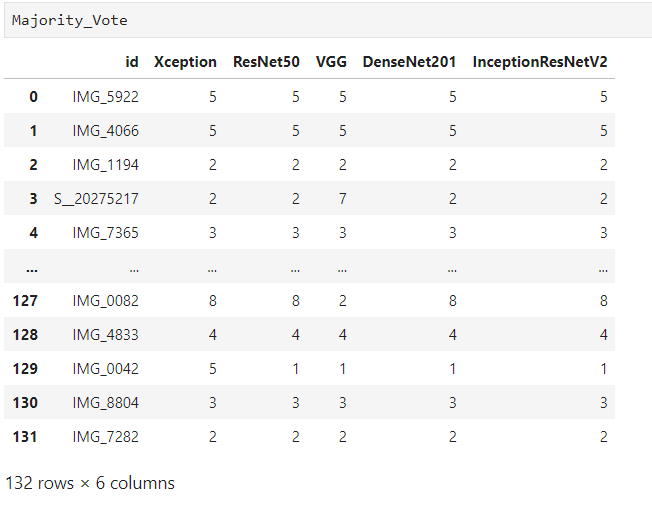 Majority_Vote
id Xception ResNet50 VGG DenseNet201 InceptionResNetV2
0 IMG_5922 5 5 5 5 5
1 IMG_4066 5 5 5 5 5
2 IMG_1194 2 2 2 2 2
3 S__20275217 2 2 7 2 2
4 IMG_7365 3 3 3 3 3
... ... ... ... ... ... ...
127 IMG_0082 8 8 2 8 8
128 IMG_4833 4 4 4 4 4
129 IMG_0042 5 1 1 1 1
130 IMG_8804 3 3 3 3 3
131 IMG_7282 2 2 2 2 2
132 rows × 6 columns